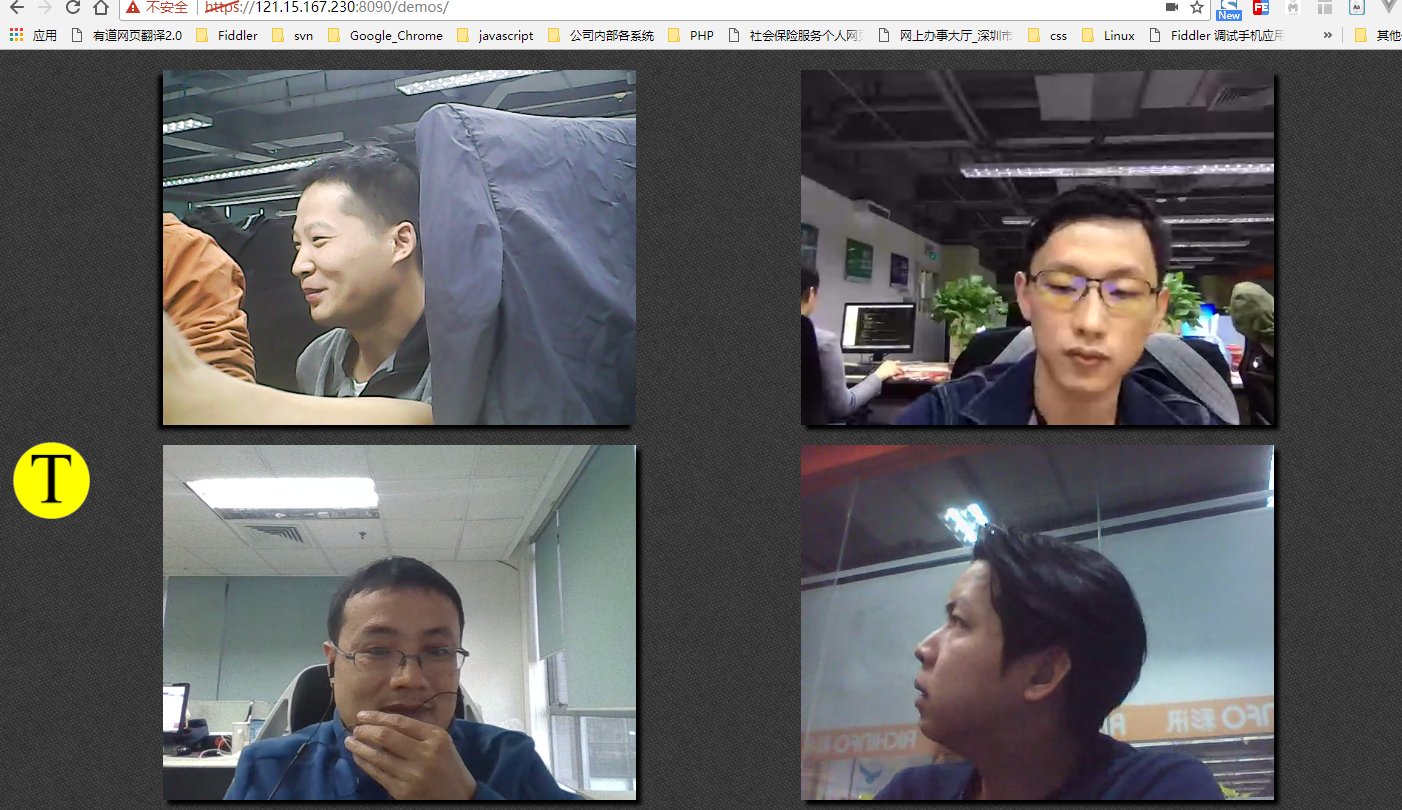 不安全 https://121.15.167.230:8090/demos/
New FE
应用 有道网页翻译2.0 Fiddler svn Google_Chrome javascript 公司内部各系统 PHP 社会保险服务个人网 网上办事大厅_深圳市 css Linux Fiddler 调试手机应用 » 其他
T
RICHINFO 彩讯